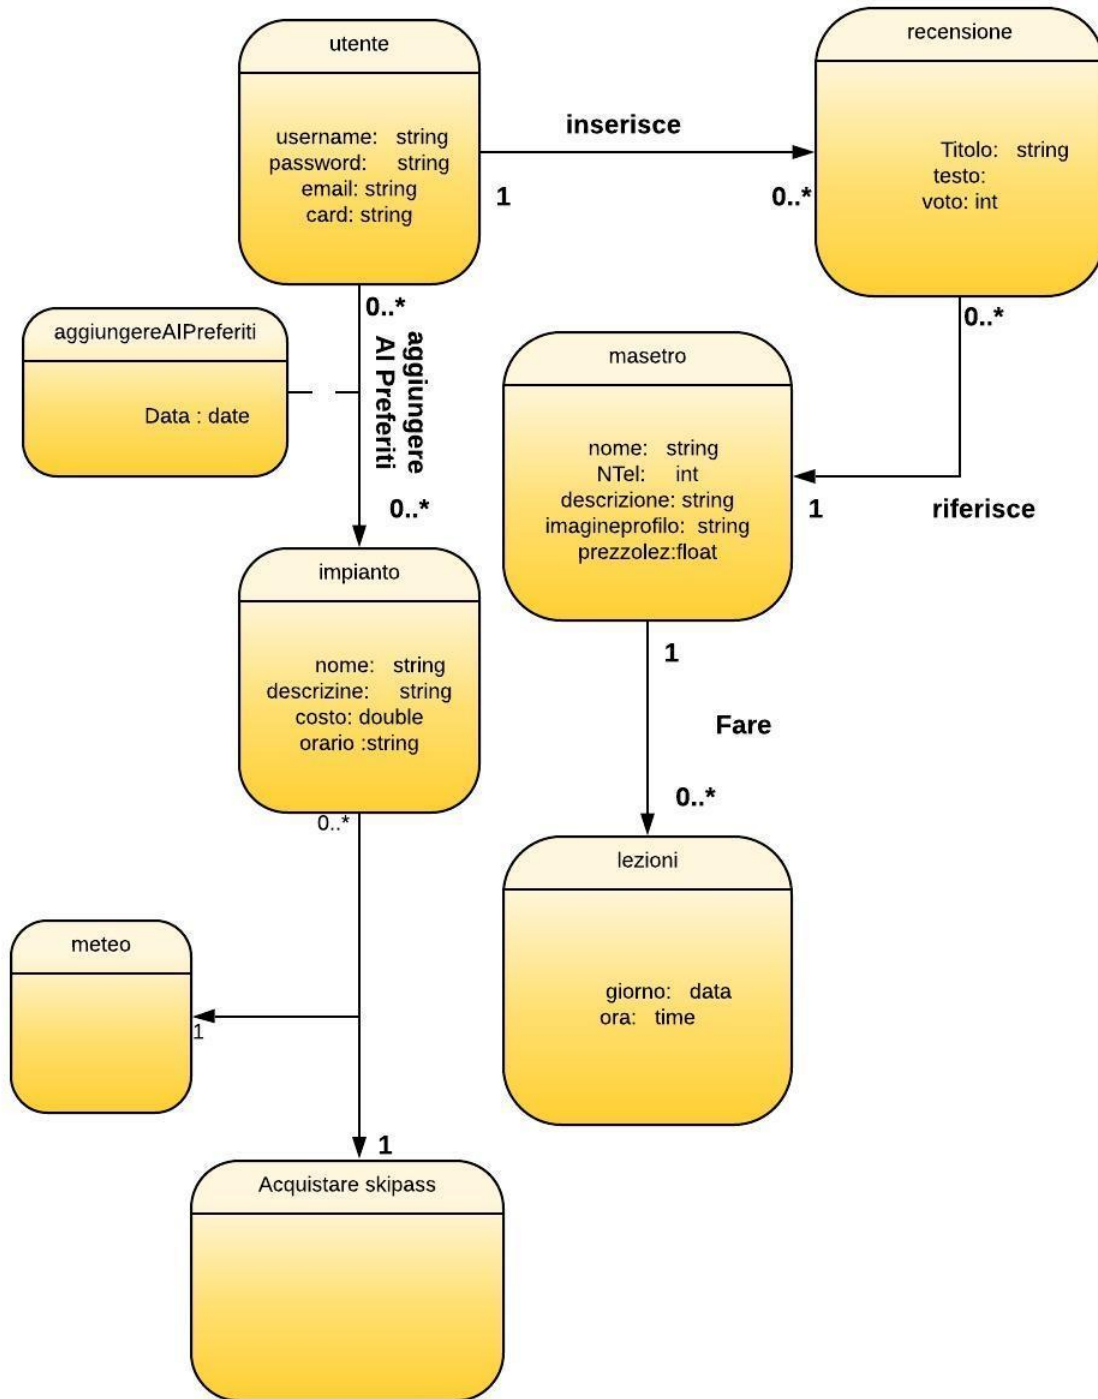 utente
username: string
password: string
email: string
card: string
inserisce
1
0..*
recensione
Titolo: string
testo:
voto: int
0..*
aggiungere
Al Preferiti
0..*
aggiungereAlPreferiti
Data : date
0..*
riferisce
1
masetro
nome: string
NTel: int
descrizione: string
imagineprofilo: string
prezzolez:float
impianto
nome: string
descrizine: string
costo: double
orario :string
1
Fare
0..*
lezioni
giorno: data
ora: time
0..*
meteo
1
1
Acquistare skipass